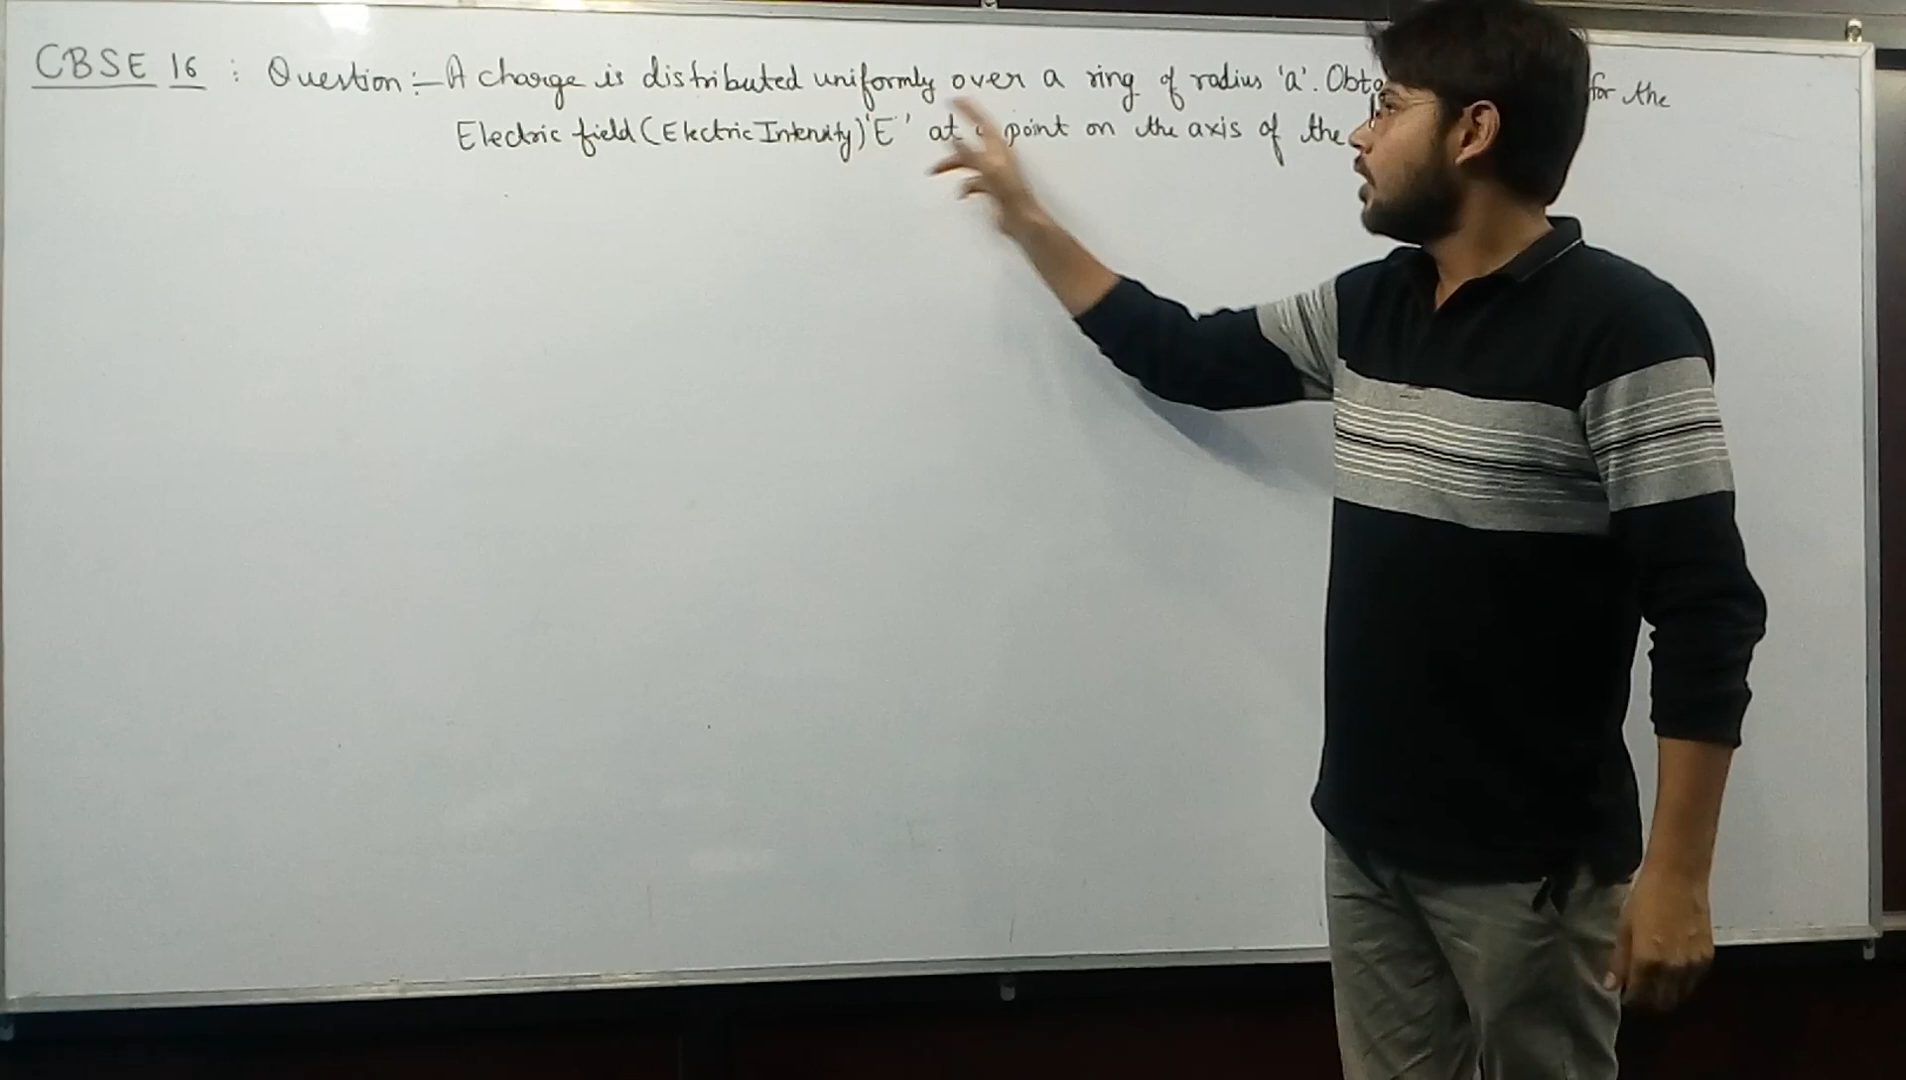 CBSE 16 : Question :- A charge is distributed uniformly over a ring of radius 'a'. for the
Electric field (Electric Intensity) 'E' at point on the axis of the